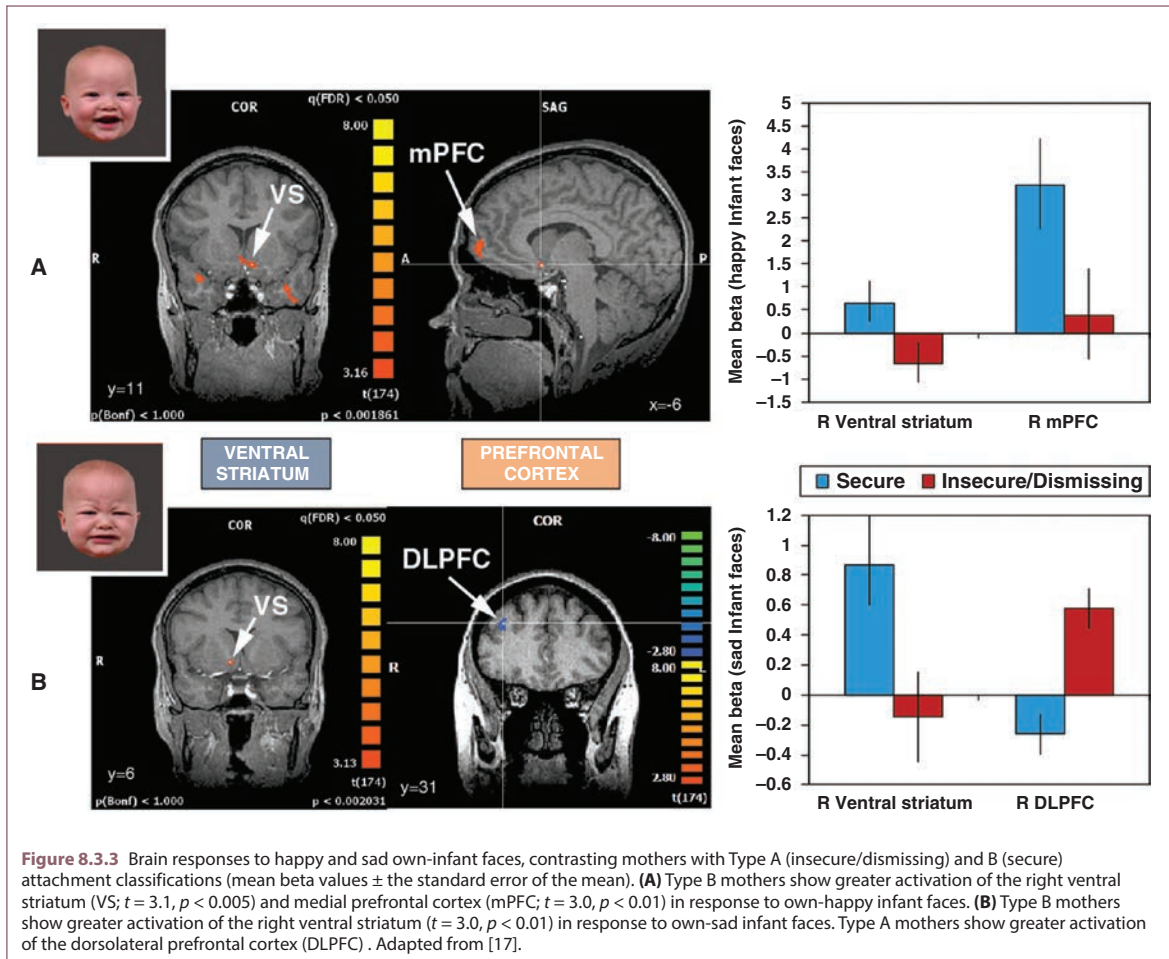 COR
q(FDR) < 0.050
8.00
VS
R
3.16
t(174)
y=11
p(Bonf) < 1.000
p < 0.001861
SAG
mPFC
A
P
x=-6
A
Mean beta (happy Infant faces)
5
4.5
4
3.5
3
2.5
2
1.5
1
0.5
0
–0.5
–1
–1.5
R Ventral striatum
R mPFC
VENTRAL
STRIATUM
PREFRONTAL
CORTEX
Secure
Insecure/Dismissing
COR
q(FDR) < 0.050
8.00
VS
R
3.13
t(174)
y=6
p(Bonf) < 1.000
p < 0.002031
COR
DLPFC
-8.00
-2.80
8.00
R
L
2.80
t(174)
y=31
B
Mean beta (sad Infant faces)
1.2
1
0.8
0.6
0.4
0.2
0
–0.2
–0.4
–0.6
R Ventral striatum
R DLPFC
Figure 8.3.3 Brain responses to happy and sad own-infant faces, contrasting mothers with Type A (insecure/dismissing) and B (secure)
attachment classifications (mean beta values ± the standard error of the mean). (A) Type B mothers show greater activation of the right ventral
striatum (VS; t = 3.1, p < 0.005) and medial prefrontal cortex (mPFC; t = 3.0, p < 0.01) in response to own-happy infant faces. (B) Type B mothers
show greater activation of the right ventral striatum (t = 3.0, p < 0.01) in response to own-sad infant faces. Type A mothers show greater activation
of the dorsolateral prefrontal cortex (DLPFC) . Adapted from [17].